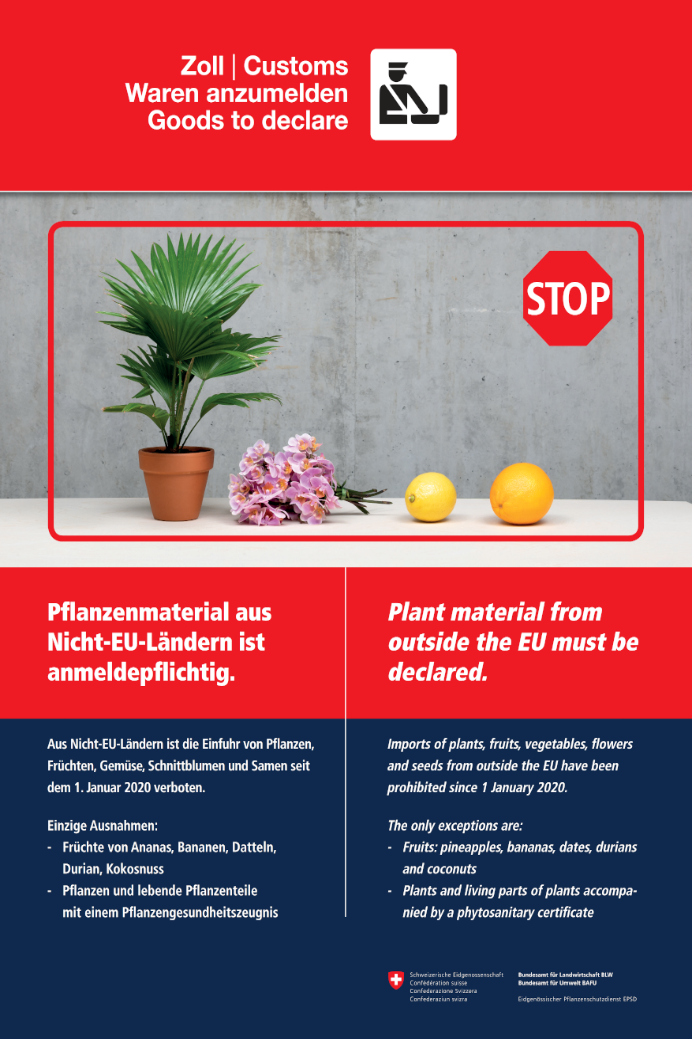 Zoll | Customs
Waren anzumelden
Goods to declare
STOP
Pflanzenmaterial aus
Nicht-EU-Ländern ist
anmeldepflichtig.
Plant material from
outside the EU must be
declared.
Aus Nicht-EU-Ländern ist die Einfuhr von Pflanzen,
Früchten, Gemüse, Schnittblumen und Samen seit
dem 1. Januar 2020 verboten.
Einzige Ausnahmen:
- Früchte von Ananas, Bananen, Datteln,
Durian, Kokosnuss
- Pflanzen und lebende Pflanzenteile
mit einem Pflanzengesundheitszeugnis
Imports of plants, fruits, vegetables, flowers
and seeds from outside the EU have been
prohibited since 1 January 2020.
The only exceptions are:
- Fruits: pineapples, bananas, dates, durians
and coconuts
- Plants and living parts of plants accompa-
nied by a phytosanitary certificate
Schweizerische Eidgenossenschaft
Confédération suisse
Confederazione Svizzera
Confederaziun svizra
Bundesamt für Landwirtschaft BLW
Bundesamt für Umwelt BAFU
Eidgenössischer Pflanzenschutzdienst EPSD